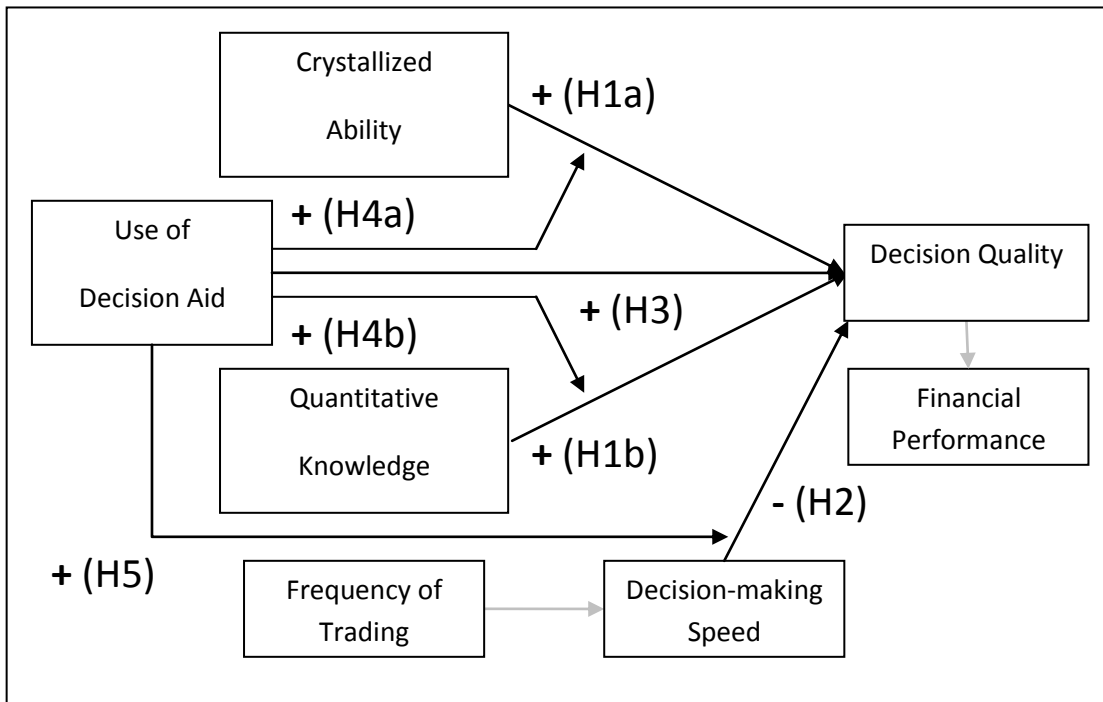 Crystallized
Ability
+ (H1a)
Use of
Decision Aid
+ (H4a)
+ (H4b)
+ (H3)
Decision Quality
Quantitative
Knowledge
+ (H1b)
Financial
Performance
- (H2)
+ (H5)
Frequency of
Trading
Decision-making
Speed